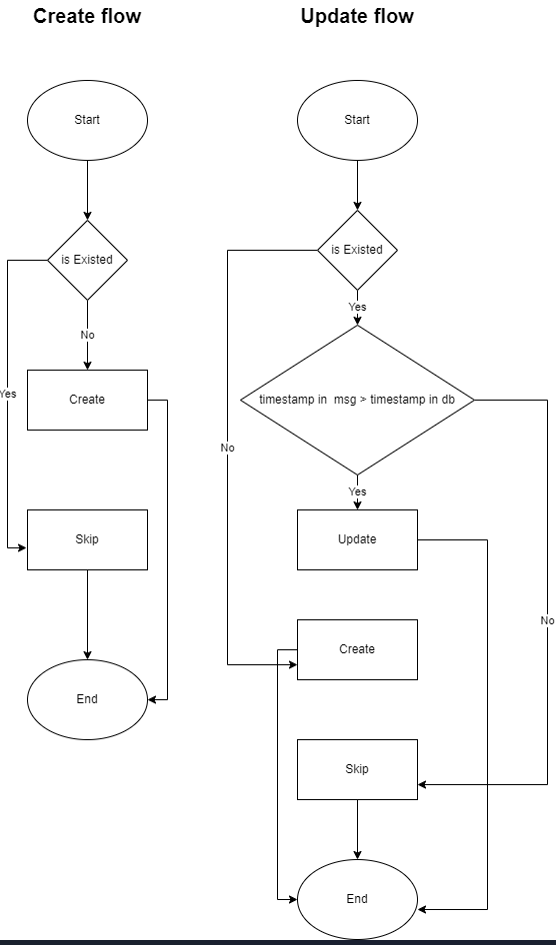 Create flow
Start
is Existed
No
Yes
Create
Skip
End
Update flow
Start
is Existed
Yes
timestamp in msg > timestamp in db
No
Yes
Update
No
Create
Skip
End